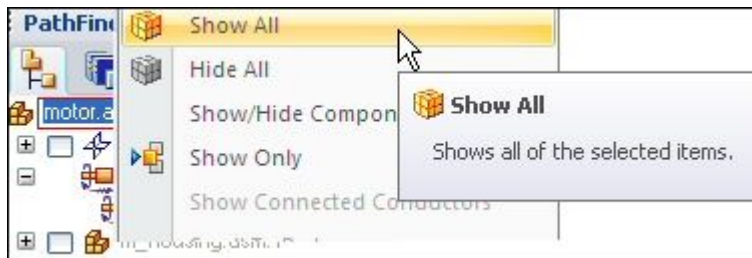 PathFin
Show All
Hide All
Show/Hide Compon
Show Only
Show Connected Conductors
motor.a
Show All
Shows all of the selected items.